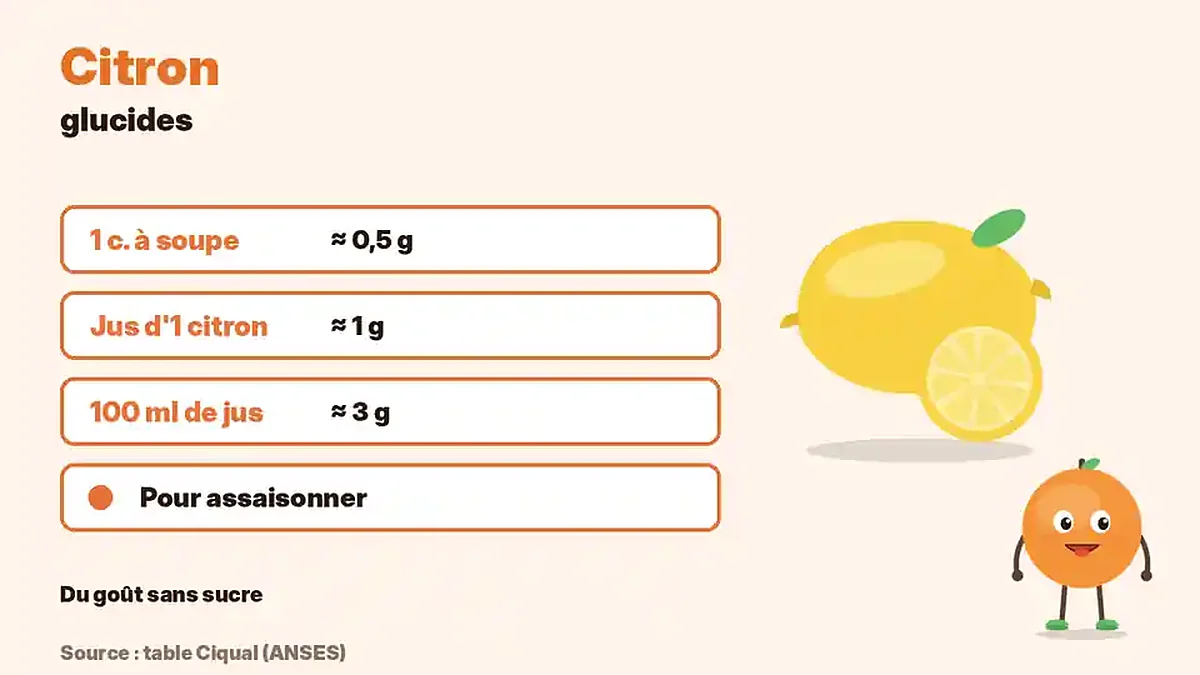 Citron
glucides
1 c. à soupe ≈ 0,5 g
Jus d'1 citron ≈ 1 g
100 ml de jus ≈ 3 g
Pour assaisonner
Du goût sans sucre
Source : table Ciqual (ANSES)